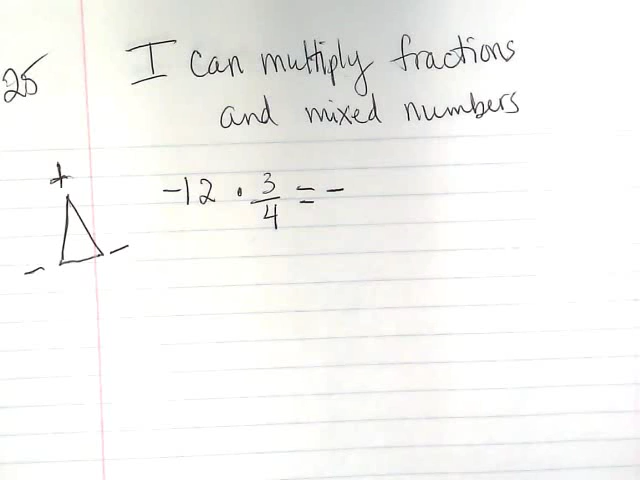 25
I can multiply fractions
and mixed numbers
+
- -
-12 · 3/4 = -